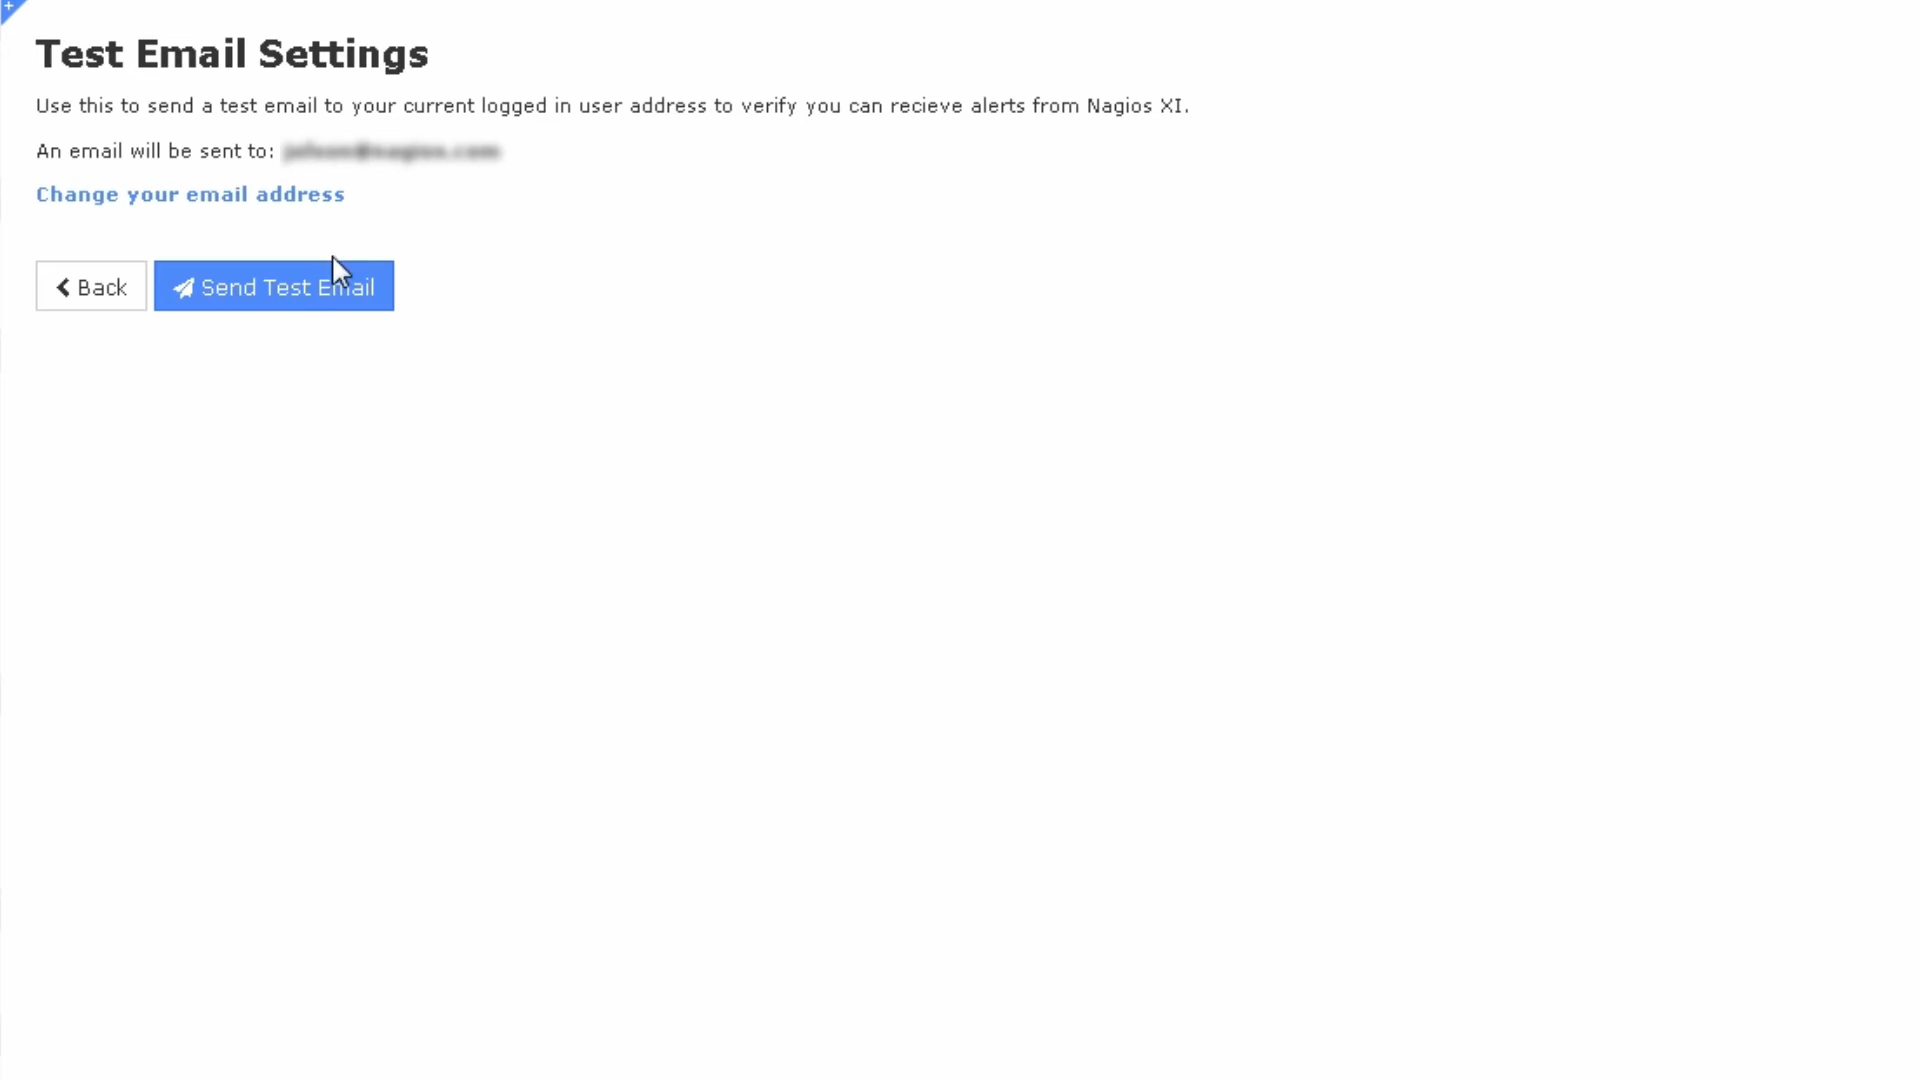 Test Email Settings
Use this to send a test email to your current logged in user address to verify you can recieve alerts from Nagios XI.
An email will be sent to:
Change your email address
Back
Send Test Email